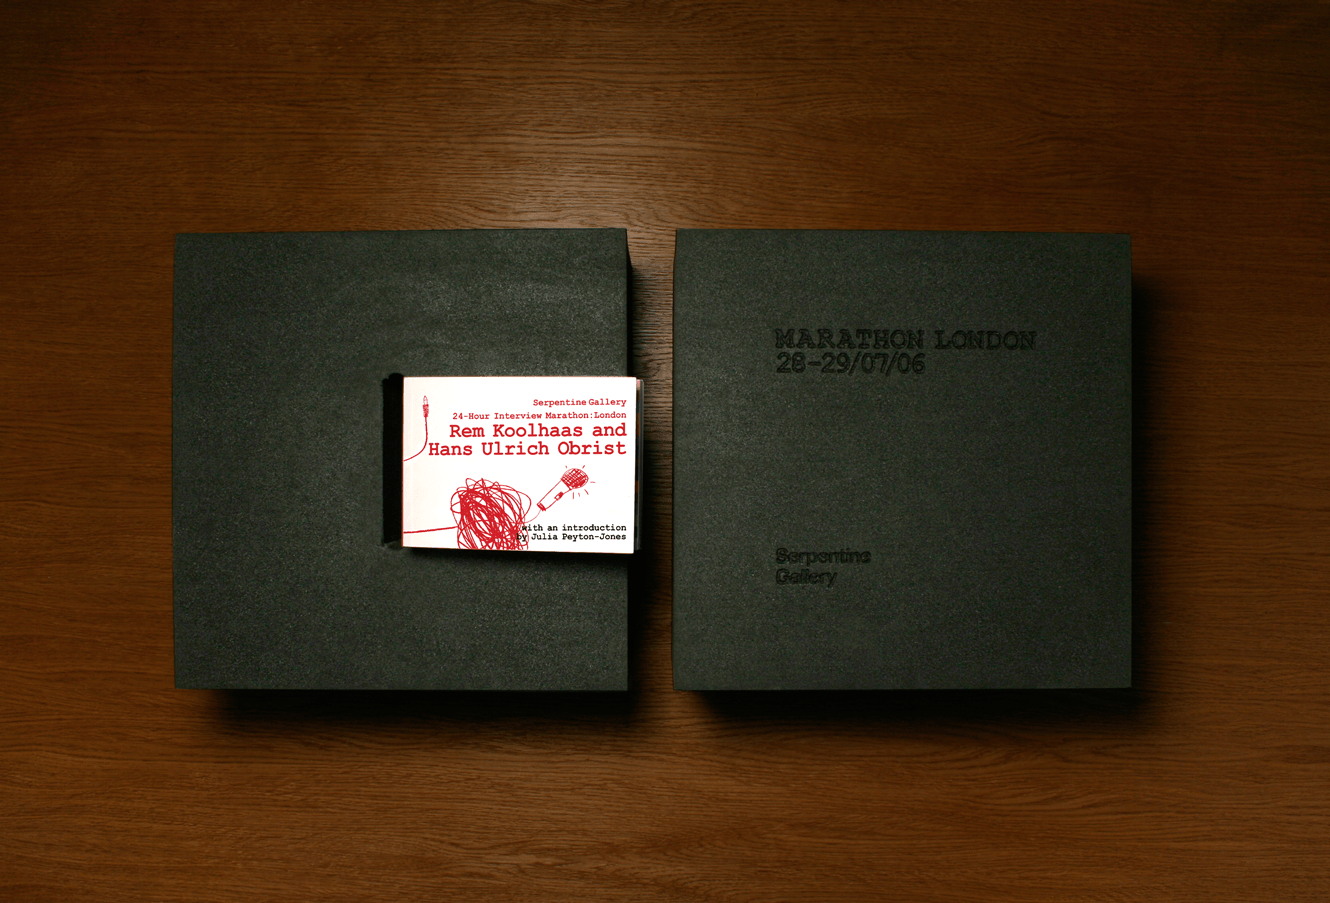 Serpentine Gallery
24-Hour Interview Marathon:London
Rem Koolhaas and
Hans Ulrich Obrist
with an introduction
by Julia Peyton-Jones
MARATHON LONDON
28-29/07/06
Serpentine
Gallery